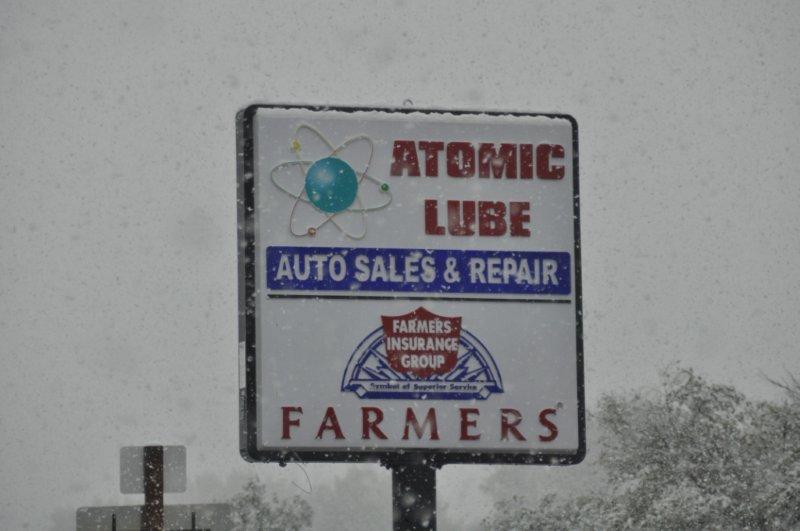 ATOMIC
LUBE
AUTO SALES & REPAIR
FARMERS
INSURANCE
GROUP
Symbol of Superior Service
FARMERS